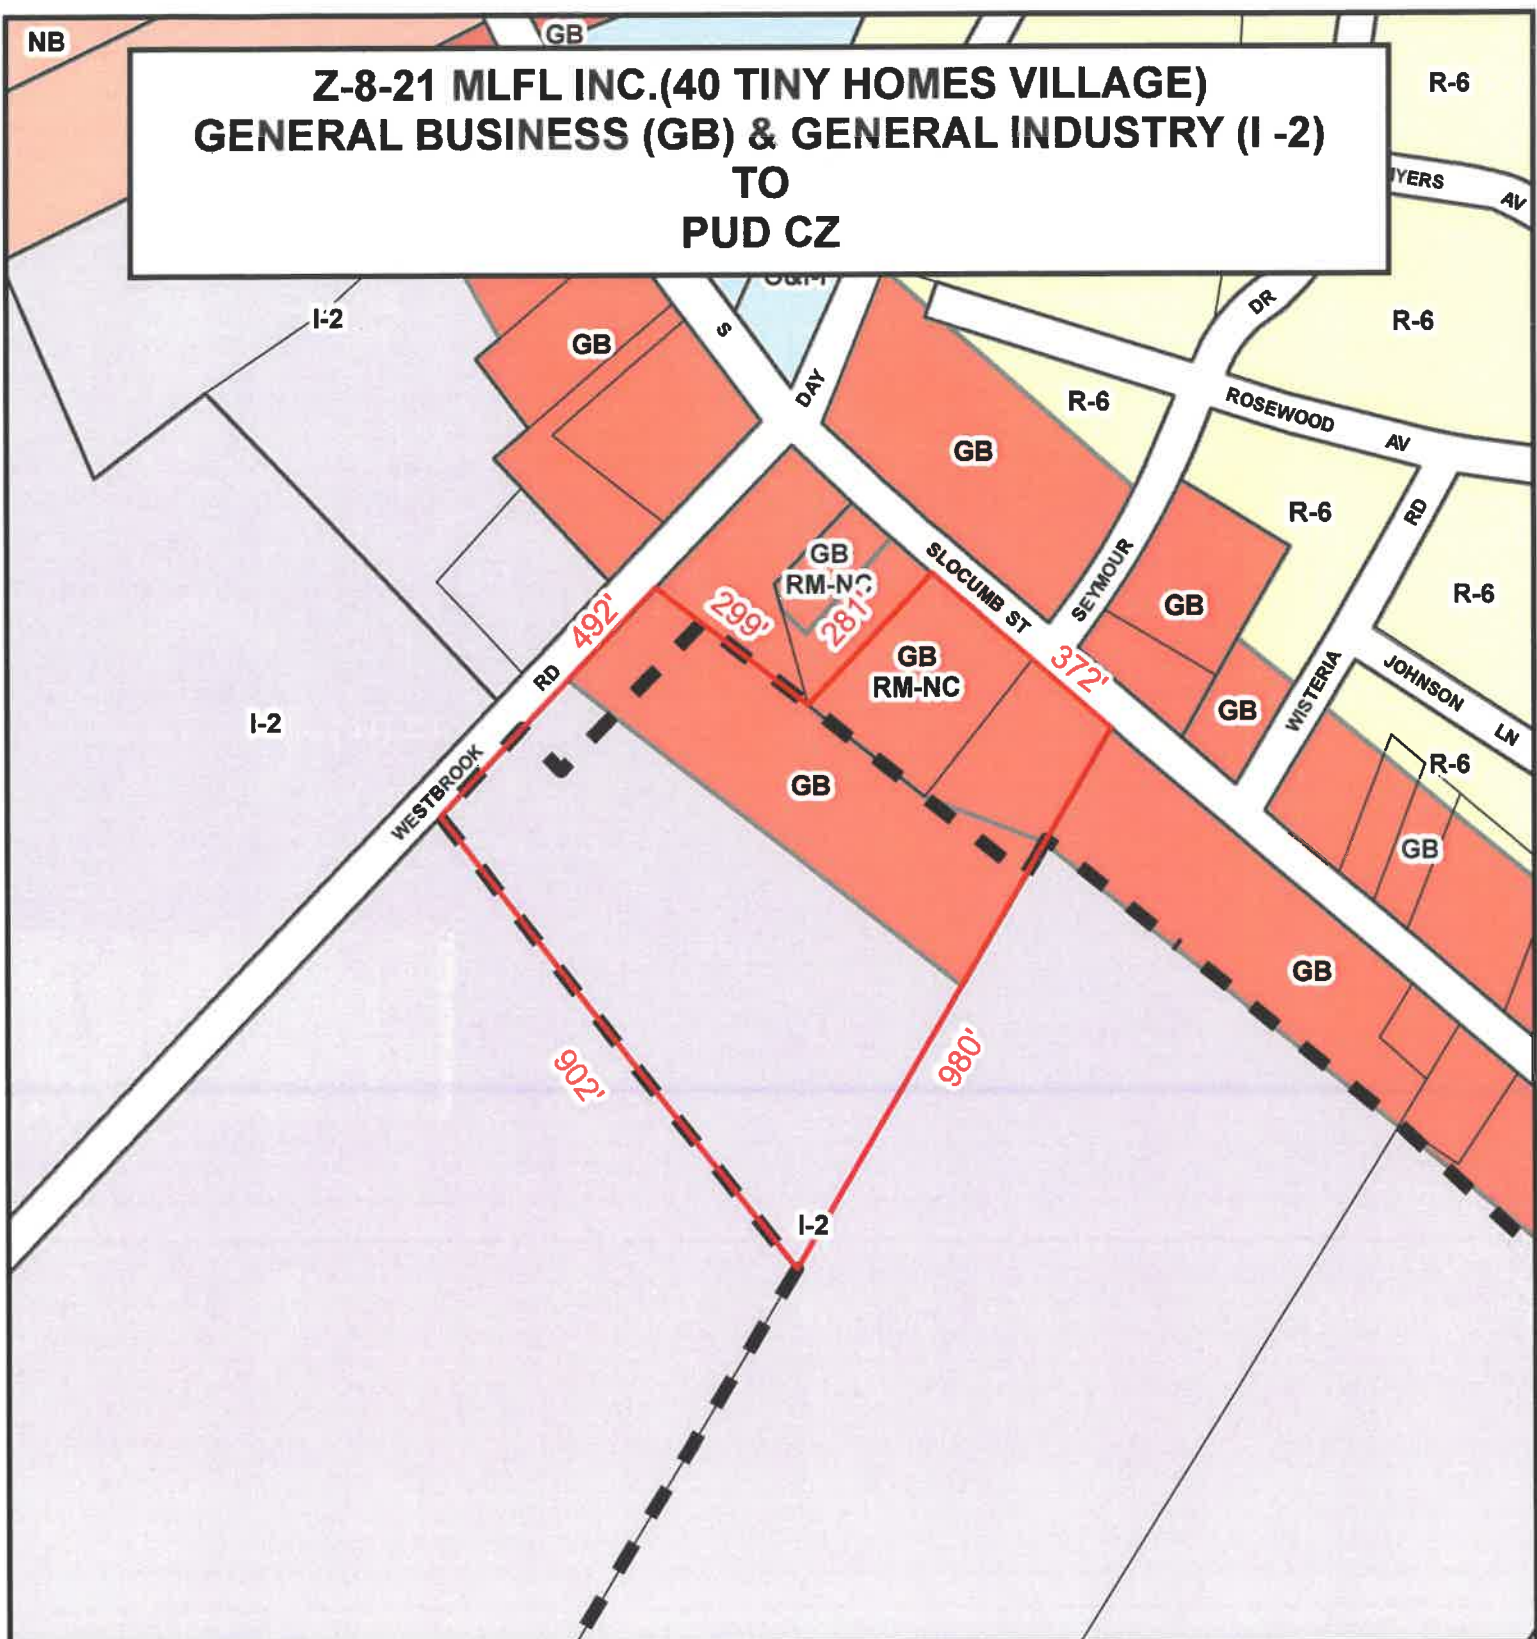 NB
GB
Z-8-21 MLFL INC.(40 TINY HOMES VILLAGE)
GENERAL BUSINESS (GB) & GENERAL INDUSTRY (I -2)
TO
PUD CZ
R-6
AV
I-2
GB
S
DAY
DR
R-6
R-6
ROSEWOOD AV
GB
R-6
RD
GB
RM-NC
SLOCUMB ST
SEYMOUR
GB
R-6
492'
299'
281'
GB
RM-NC
372'
RD
WESTBROOK
I-2
GB
GB
WISTERIA
JOHNSON LN
R-6
GB
GB
902'
980'
I-2